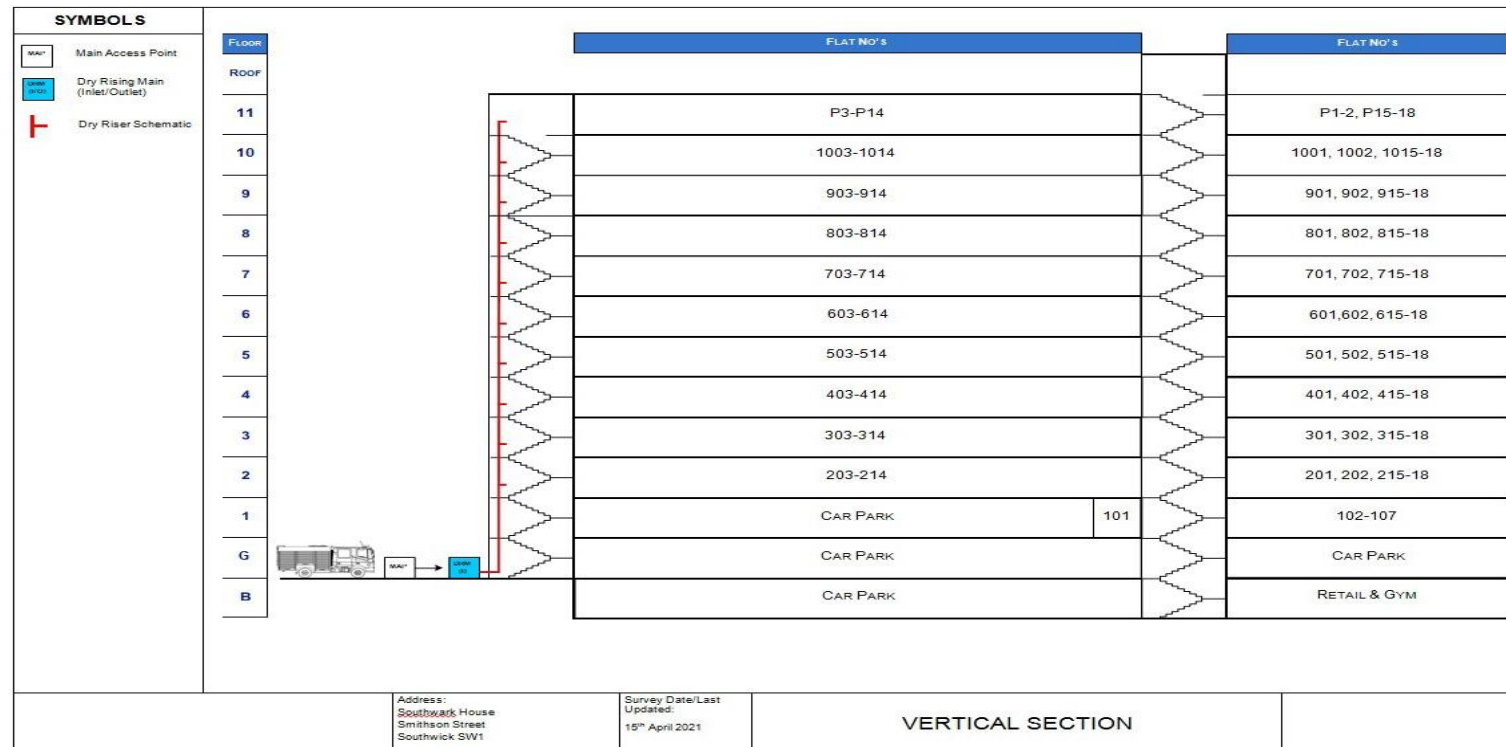 SYMBOLS
MAI*
Main Access Point
Dry Rising Main
(Inlet/Outlet)
Dry Riser Schematic
FLOOR FLAT NO'S FLAT NO'S
ROOF
11 P3-P14 P1-2, P15-18
10 1003-1014 1001, 1002, 1015-18
9 903-914 901, 902, 915-18
8 803-814 801, 802, 815-18
7 703-714 701, 702, 715-18
6 603-614 601,602, 615-18
5 503-514 501, 502, 515-18
4 403-414 401, 402, 415-18
3 303-314 301, 302, 315-18
2 203-214 201, 202, 215-18
1 CAR PARK 101 102-107
G MAI* CAR PARK CAR PARK
B CAR PARK RETAIL & GYM
Address:
Southwark House
Smithson Street
Southwick SW1
Survey Date/Last
Updated:
15th April 2021
VERTICAL SECTION